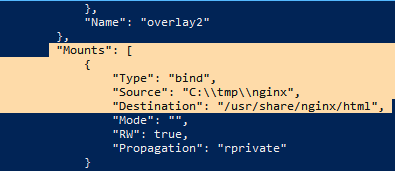 },
"Name": "overlay2"
},
"Mounts": [
{
"Type": "bind",
"Source": "C:\\tmp\\nginx",
"Destination": "/usr/share/nginx/html",
"Mode": "",
"RW": true,
"Propagation": "rprivate"
}